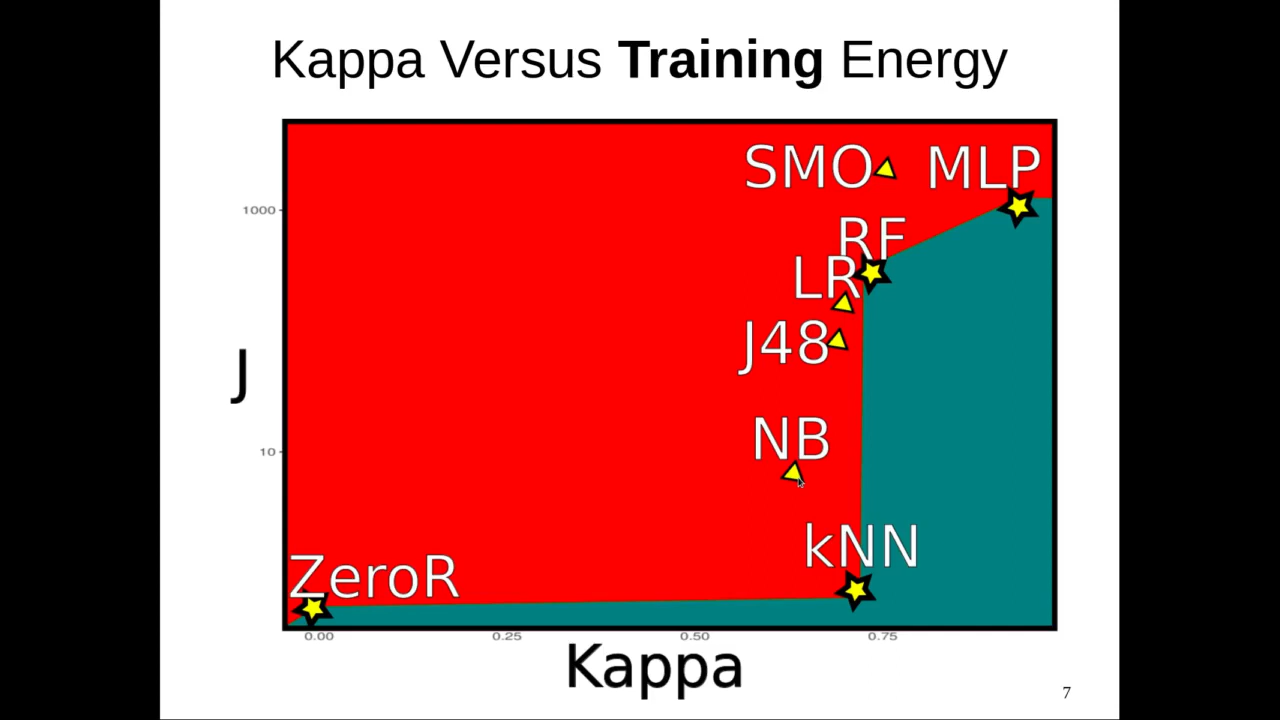 Kappa Versus Training Energy
SMO
MLP
1000
RF
LR
J48
J
NB
10
kNN
ZeroR
0.00
0.25
0.50
0.75
Kappa
7